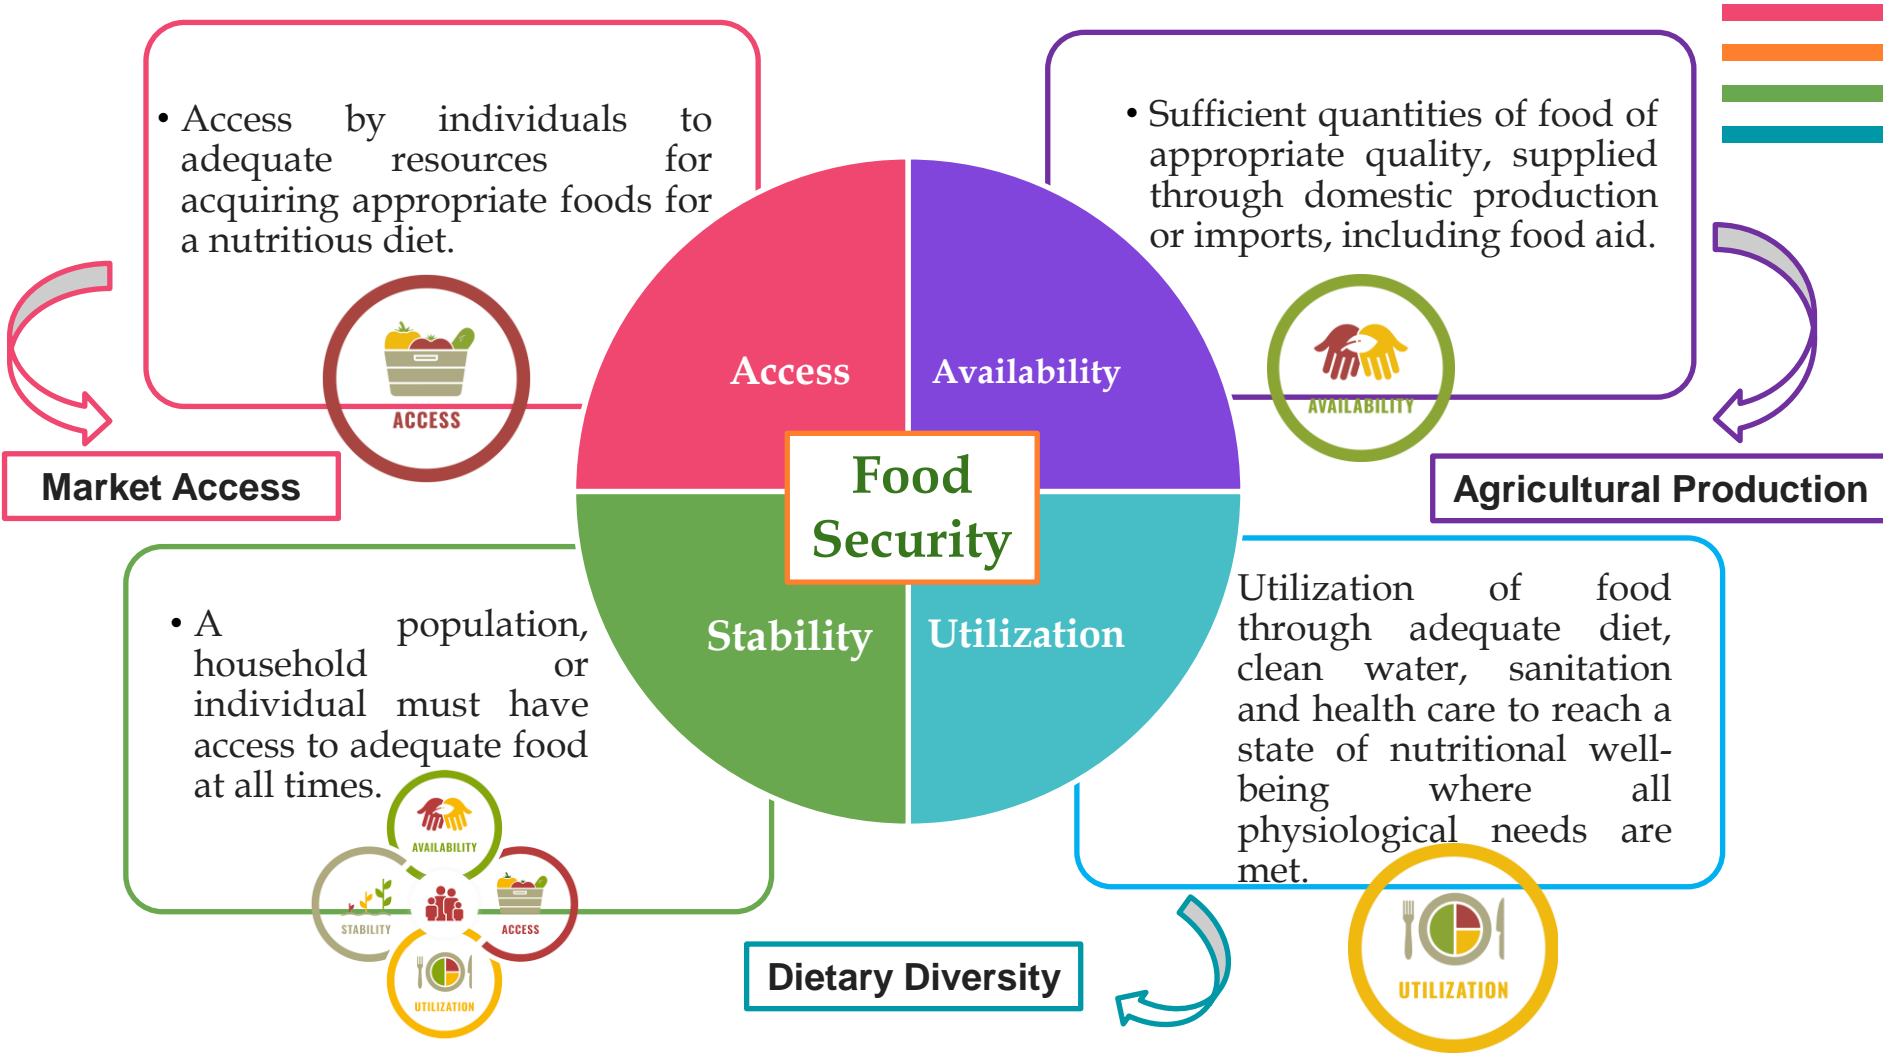 • Access by individuals to
adequate resources for
acquiring appropriate foods for
a nutritious diet.
ACCESS
Market Access
• Sufficient quantities of food of
appropriate quality, supplied
through domestic production
or imports, including food aid.
AVAILABILITY
Agricultural Production
Access
Availability
Food
Security
Stability
Utilization
• A population,
household or
individual must have
access to adequate food
at all times.
AVAILABILITY
STABILITY
ACCESS
UTILIZATION
Utilization of food
through adequate diet,
clean water, sanitation
and health care to reach a
state of nutritional well-
being where all
physiological needs are
met.
UTILIZATION
Dietary Diversity